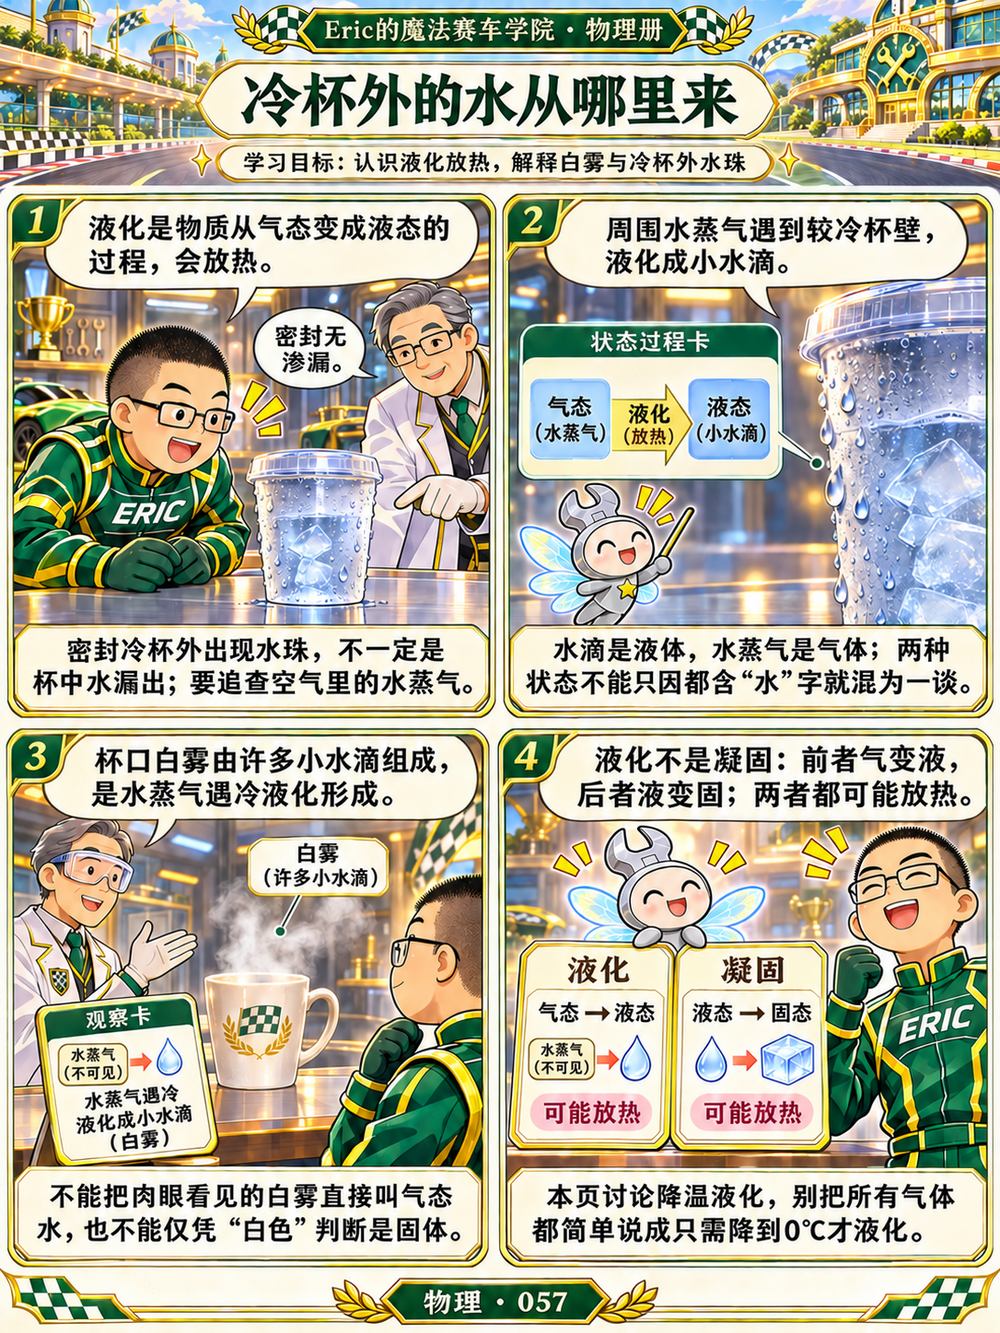 Eric的魔法赛车学院·物理册
冷杯外的水从哪里来
学习目标：认识液化放热，解释白雾与冷杯外水珠
1
液化是物质从气态变成液态的
过程，会放热。
密封无
渗漏。
ERIC
密封冷杯外出现水珠，不一定是
杯中水漏出；要追查空气里的水蒸气。
2
周围水蒸气遇到较冷杯壁，
液化成小水滴。
状态过程卡
气态
（水蒸气）
液化
（放热）
液态
（小水滴）
水滴是液体，水蒸气是气体；两种
状态不能只因都含“水”字就混为一谈。
3
杯口白雾由许多小水滴组成，
是水蒸气遇冷液化形成。
白雾
（许多小水滴）
观察卡
水蒸气
（不可见）
水蒸气遇冷
液化成小水滴
（白雾）
不能把肉眼看见的白雾直接叫气态
水，也不能仅凭“白色”判断是固体。
4
液化不是凝固：前者气变液，
后者液变固；两者都可能放热。
液化
气态→液态
水蒸气
（不可见）
可能放热
凝固
液态→固态
可能放热
ERIC
本页讨论降温液化，别把所有气体
都简单说成只需降到0℃才液化。
物理·057